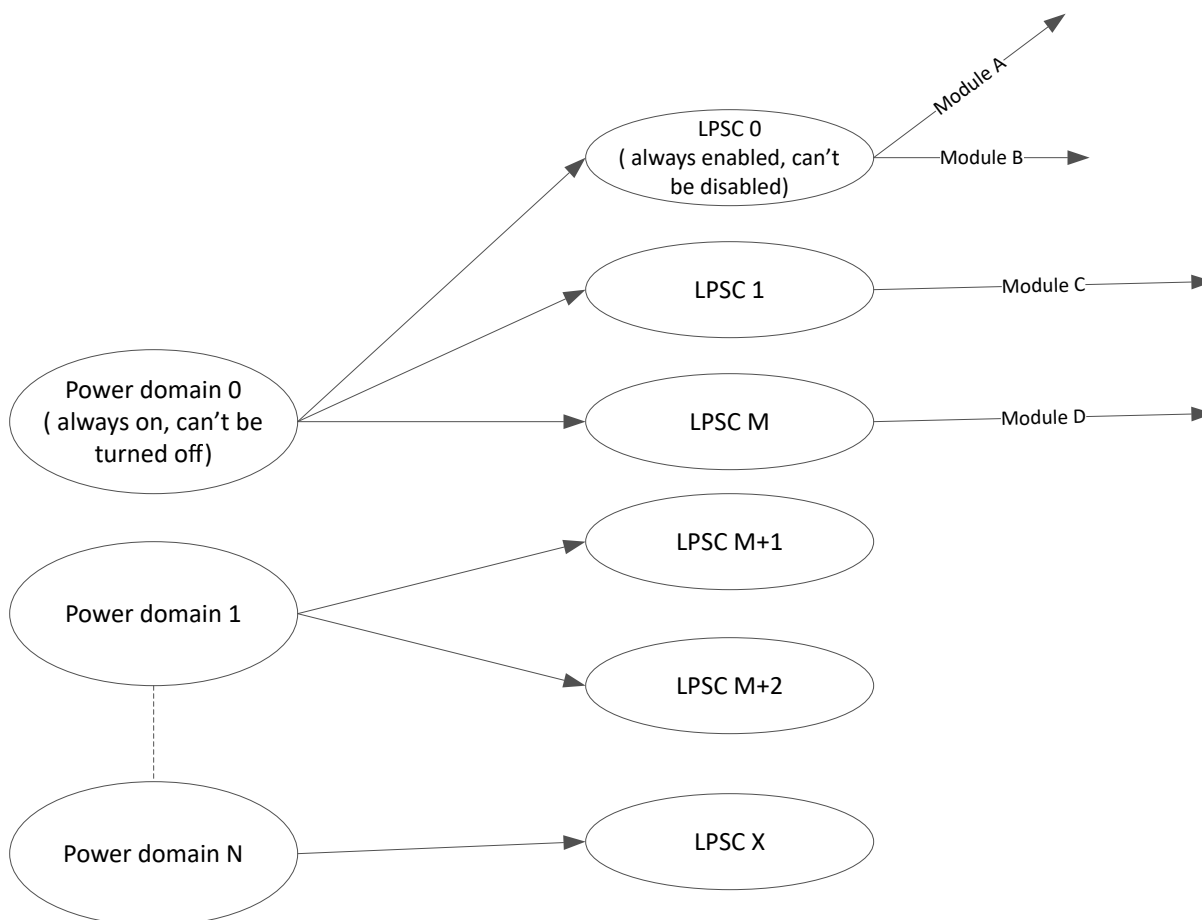 Module A
LPSC 0
( always enabled, can’t
be disabled)
Module B
LPSC 1
Module C
Power domain 0
( always on, can’t be
turned off)
LPSC M
Module D
LPSC M+1
Power domain 1
LPSC M+2
Power domain N
LPSC X